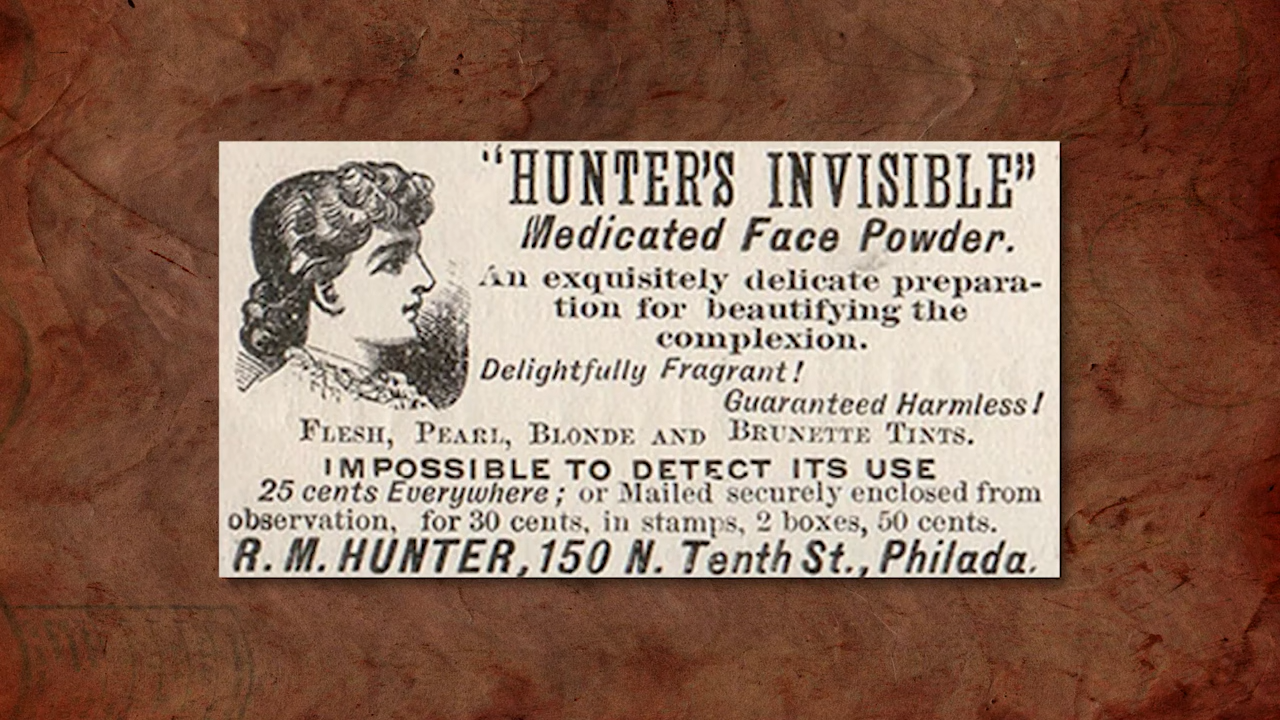 “HUNTER'S INVISIBLE”
Medicated Face Powder.
An exquisitely delicate prepara-
tion for beautifying the
complexion.
Delightfully Fragrant!
Guaranteed Harmless!
FLESH, PEARL, BLONDE AND BRUNETTE TINTS.
IMPOSSIBLE TO DETECT ITS USE
25 cents Everywhere; or Mailed securely enclosed from
observation, for 30 cents, in stamps, 2 boxes, 50 cents.
R. M. HUNTER, 150 N. Tenth St., Philada.